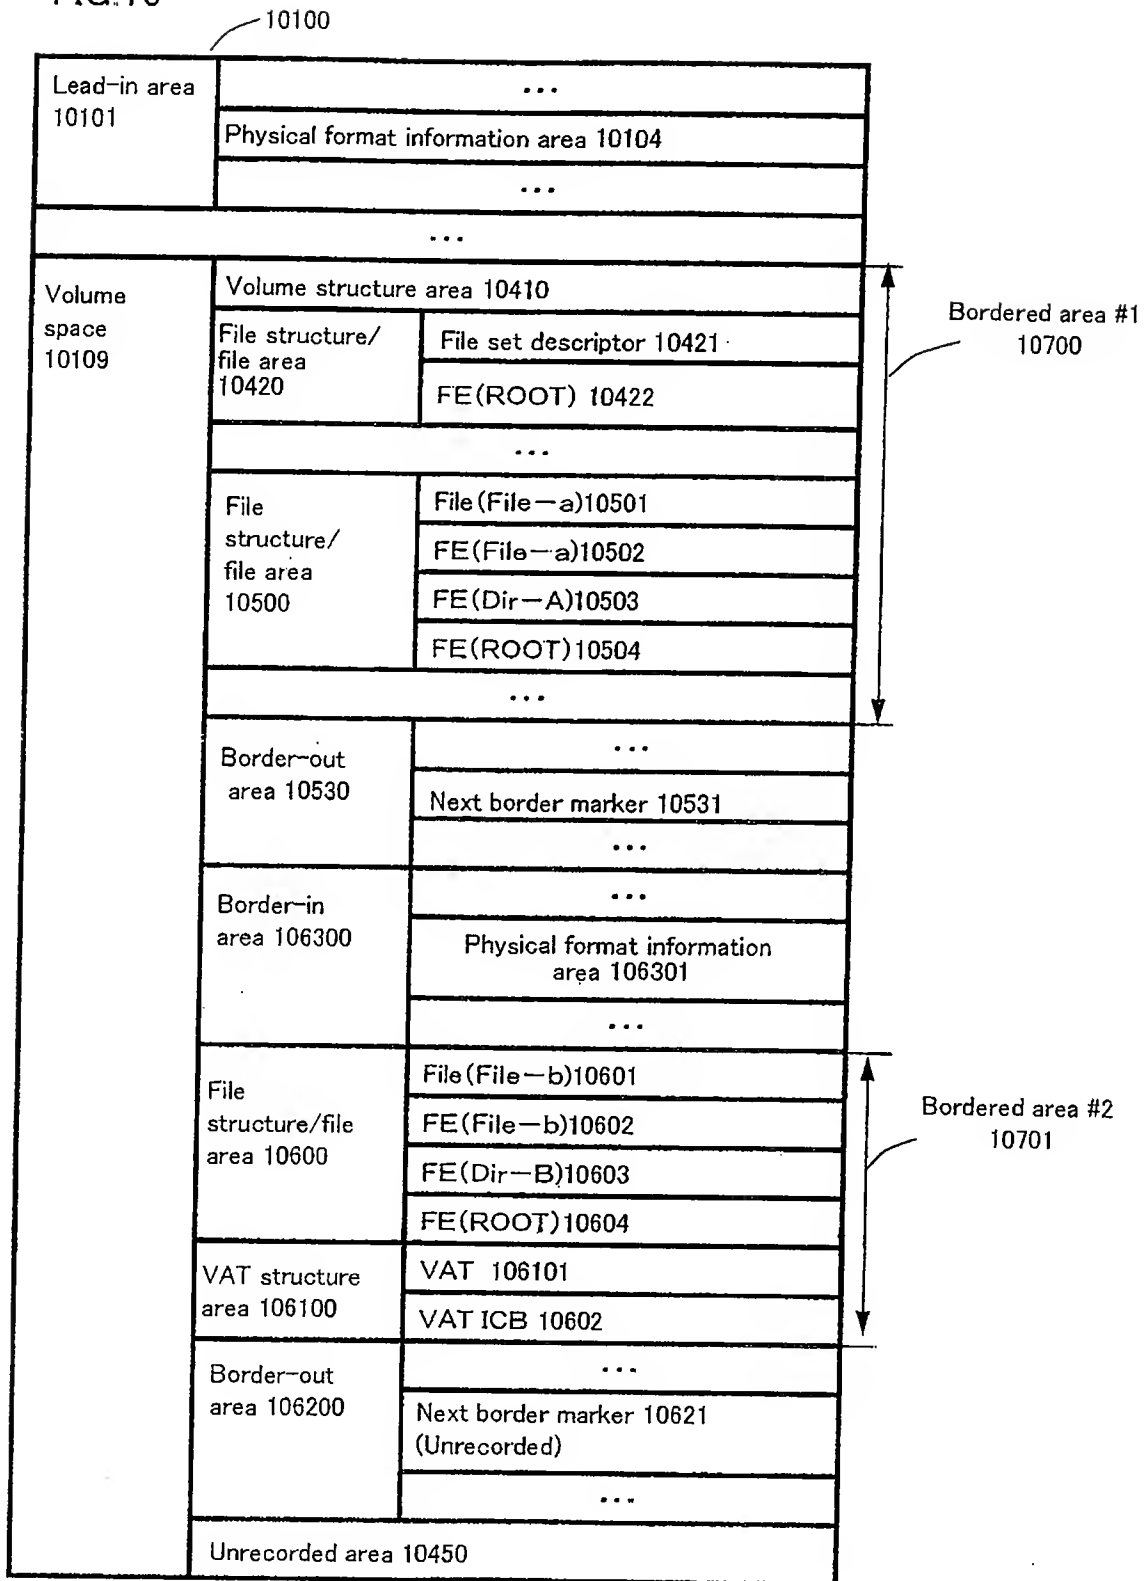 10100
Lead-in area
10101
...
Physical format information area 10104
...
...
Volume
space
10109
Volume structure area 10410
File structure/
file area
10420
File set descriptor 10421
FE(ROOT) 10422
...
File
structure/
file area
10500
File(File-a)10501
FE(File-a)10502
FE(Dir-A)10503
FE(ROOT)10504
...
Bordered area #1
10700
Border-out
area 10530
...
Next border marker 10531
...
Border-in
area 106300
...
Physical format information
area 106301
...
File
structure/file
area 10600
File(File-b)10601
FE(File-b)10602
FE(Dir-B)10603
FE(ROOT)10604
VAT structure
area 106100
VAT 106101
VAT ICB 10602
Bordered area #2
10701
Border-out
area 106200
...
Next border marker 10621
(Unrecorded)
...
Unrecorded area 10450